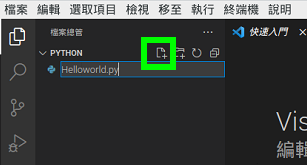 檔案 編輯 選取項目 檢視 移至 執行 終端機 說明
檔案總管
快速入門
PYTHON
Helloworld.py
Vis
編輯